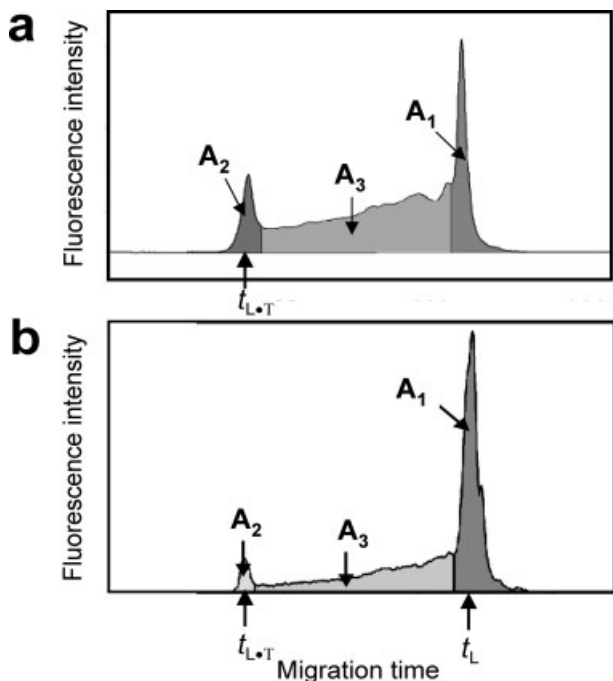 a
Fluorescence intensity
A2
A3
A1
tL•T
b
Fluorescence intensity
A2
A3
A1
tL•T
tL
Migration time